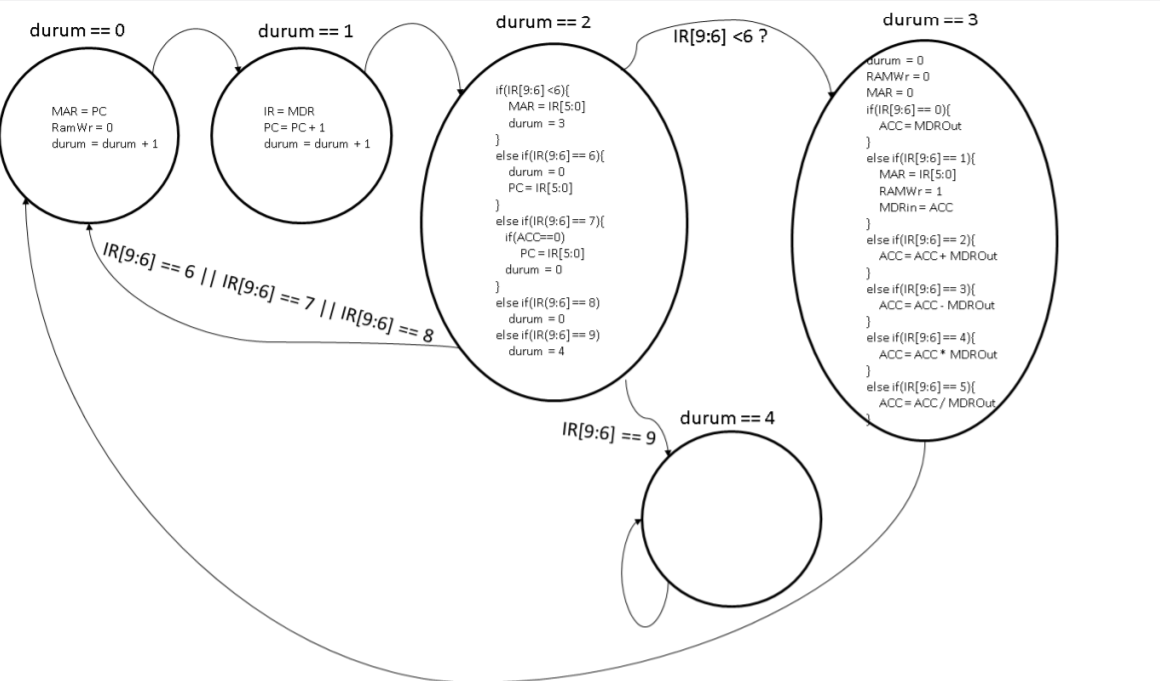 durum == 0
MAR = PC
RamWr = 0
durum = durum + 1
durum == 1
IR = MDR
PC = PC + 1
durum = durum + 1
durum == 2
if(IR[9:6] <6){
MAR = IR[5:0]
durum = 3
}
else if(IR(9:6] == 6){
durum = 0
PC = IR[5:0]
}
else if(IR(9:6] == 7){
if(ACC==0)
PC = IR[5:0]
durum = 0
}
else if(IR(9:6] == 8)
durum = 0
else if(IR(9:6] == 9)
durum = 4
IR[9:6] <6 ?
durum == 3
durum = 0
RAMWr = 0
MAR = 0
if(IR[9:6] == 0){
ACC = MDROut
}
else if(IR[9:6] == 1){
MAR = IR[5:0]
RAMWr = 1
MDRin = ACC
}
else if(IR[9:6] == 2){
ACC = ACC + MDROut
}
else if(IR[9:6] == 3){
ACC = ACC - MDROut
}
else if(IR[9:6] == 4){
ACC = ACC * MDROut
}
else if(IR[9:6] == 5){
ACC = ACC / MDROut
}
IR[9:6] == 6 || IR[9:6] == 7 || IR[9:6] == 8
IR[9:6] == 9
durum == 4